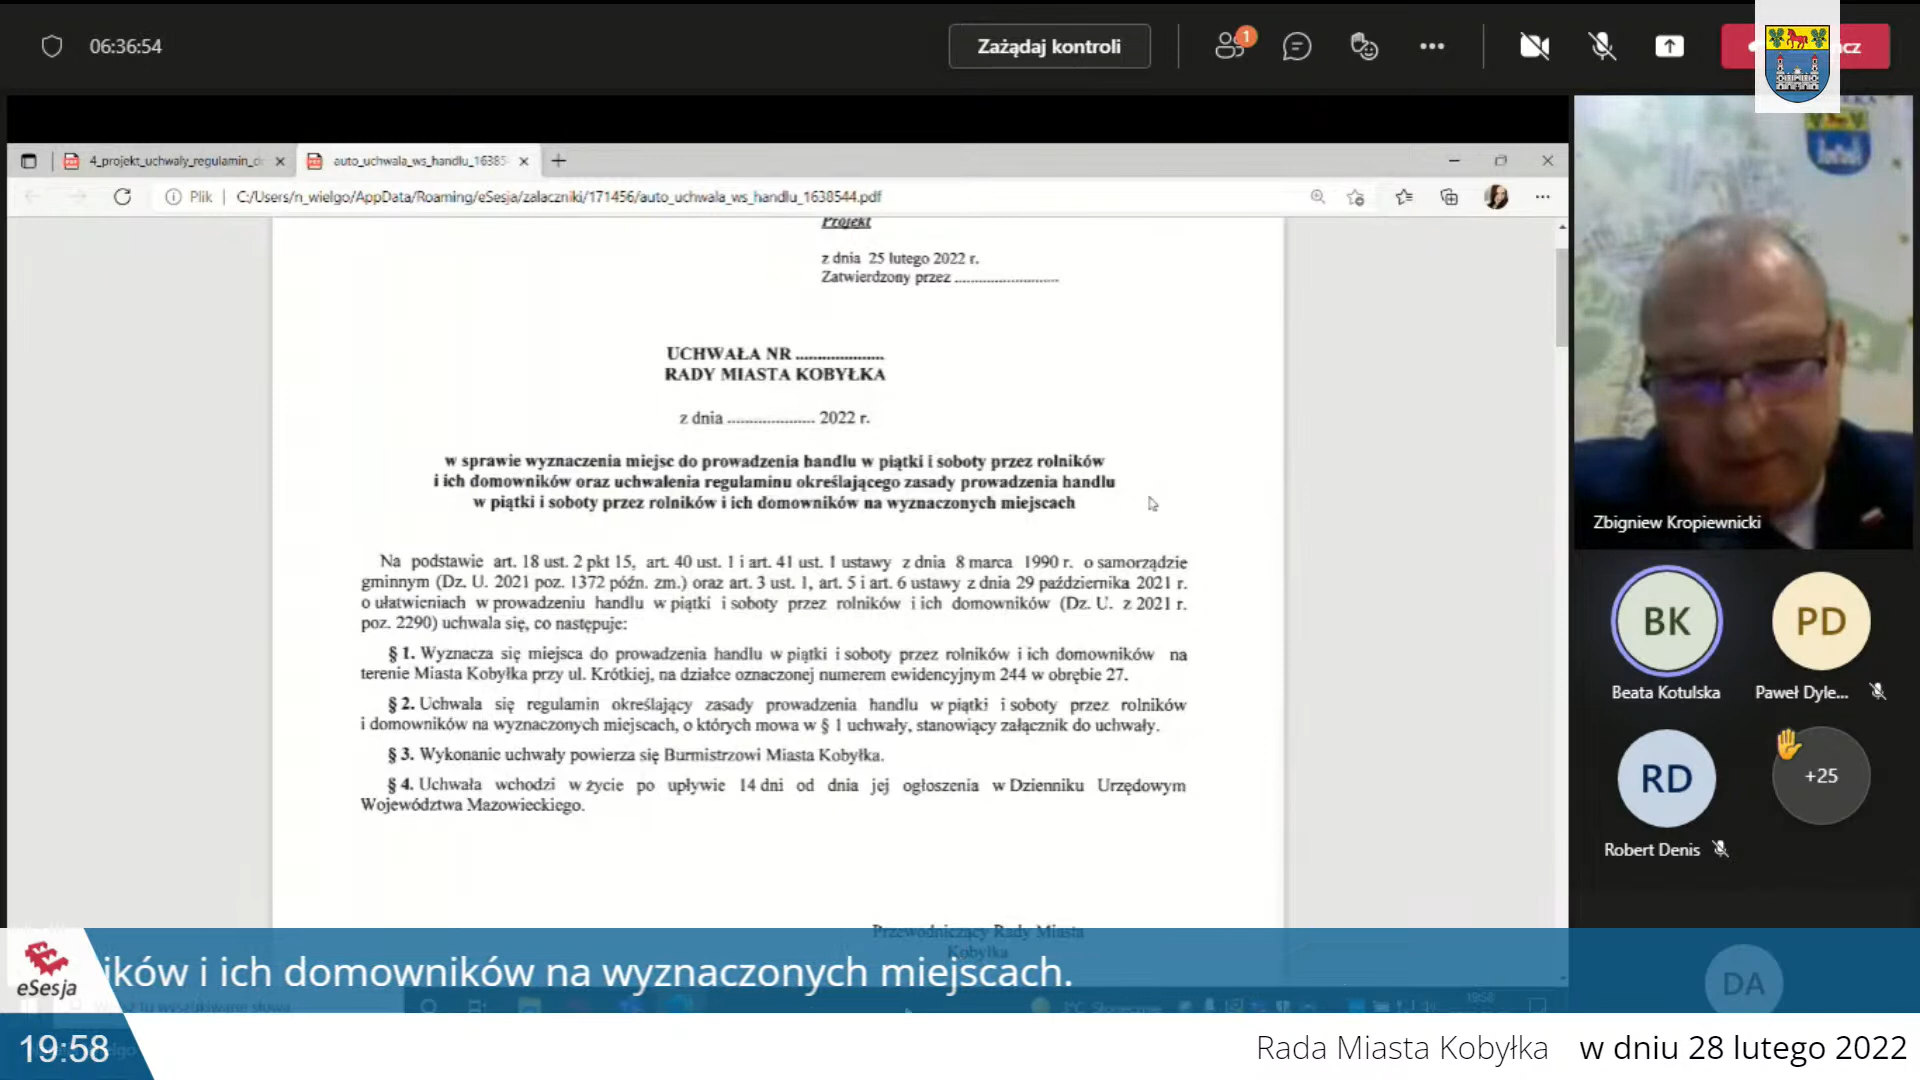 06:36:54
Zażądaj kontroli
1
cz
4_projekt_uchwaly_regulamin_d
auto_uchwala_ws_handlu_16385
Plik
C:/Users/n_wielgo/AppData/Roaming/eSesja/zalaczniki/171456/auto_uchwala_ws_handlu_1638544.pdf
Projekt
z dnia 25 lutego 2022 r.
Zatwierdzony przez ........................
UCHWAŁA NR ....................
RADY MIASTA KOBYŁKA
z dnia .................... 2022 r.
w sprawie wyznaczenia miejsc do prowadzenia handlu w piątki i soboty przez rolników
i ich domowników oraz uchwalenia regulaminu określającego zasady prowadzenia handlu
w piątki i soboty przez rolników i ich domowników na wyznaczonych miejscach
Na podstawie art. 18 ust. 2 pkt 15, art. 40 ust. 1 i art. 41 ust. 1 ustawy z dnia 8 marca 1990 r. o samorządzie
gminnym (Dz. U. 2021 poz. 1372 późn. zm.) oraz art. 3 ust. 1, art. 5 i art. 6 ustawy z dnia 29 października 2021 r.
o ułatwieniach w prowadzeniu handlu w piątki i soboty przez rolników i ich domowników (Dz. U. z 2021 r.
poz. 2290) uchwala się, co następuje:
§ 1. Wyznacza się miejsca do prowadzenia handlu w piątki i soboty przez rolników i ich domowników na
terenie Miasta Kobyłka przy ul. Krótkiej, na działce oznaczonej numerem ewidencyjnym 244 w obrębie 27.
§ 2. Uchwala się regulamin określający zasady prowadzenia handlu w piątki i soboty przez rolników
i domowników na wyznaczonych miejscach, o których mowa w § 1 uchwały, stanowiący załącznik do uchwały.
§ 3. Wykonanie uchwały powierza się Burmistrzowi Miasta Kobyłka.
§ 4. Uchwała wchodzi w życie po upływie 14 dni od dnia jej ogłoszenia w Dzienniku Urzędowym
Województwa Mazowieckiego.
Przewodniczący Rady Miasta
Kobyłka
Zbigniew Kropiewnicki
BK
Beata Kotulska
PD
Paweł Dyle...
RD
Robert Denis
+25
DA
eSesja
ików i ich domowników na wyznaczonych miejscach.
19:58
Rada Miasta Kobyłka w dniu 28 lutego 2022